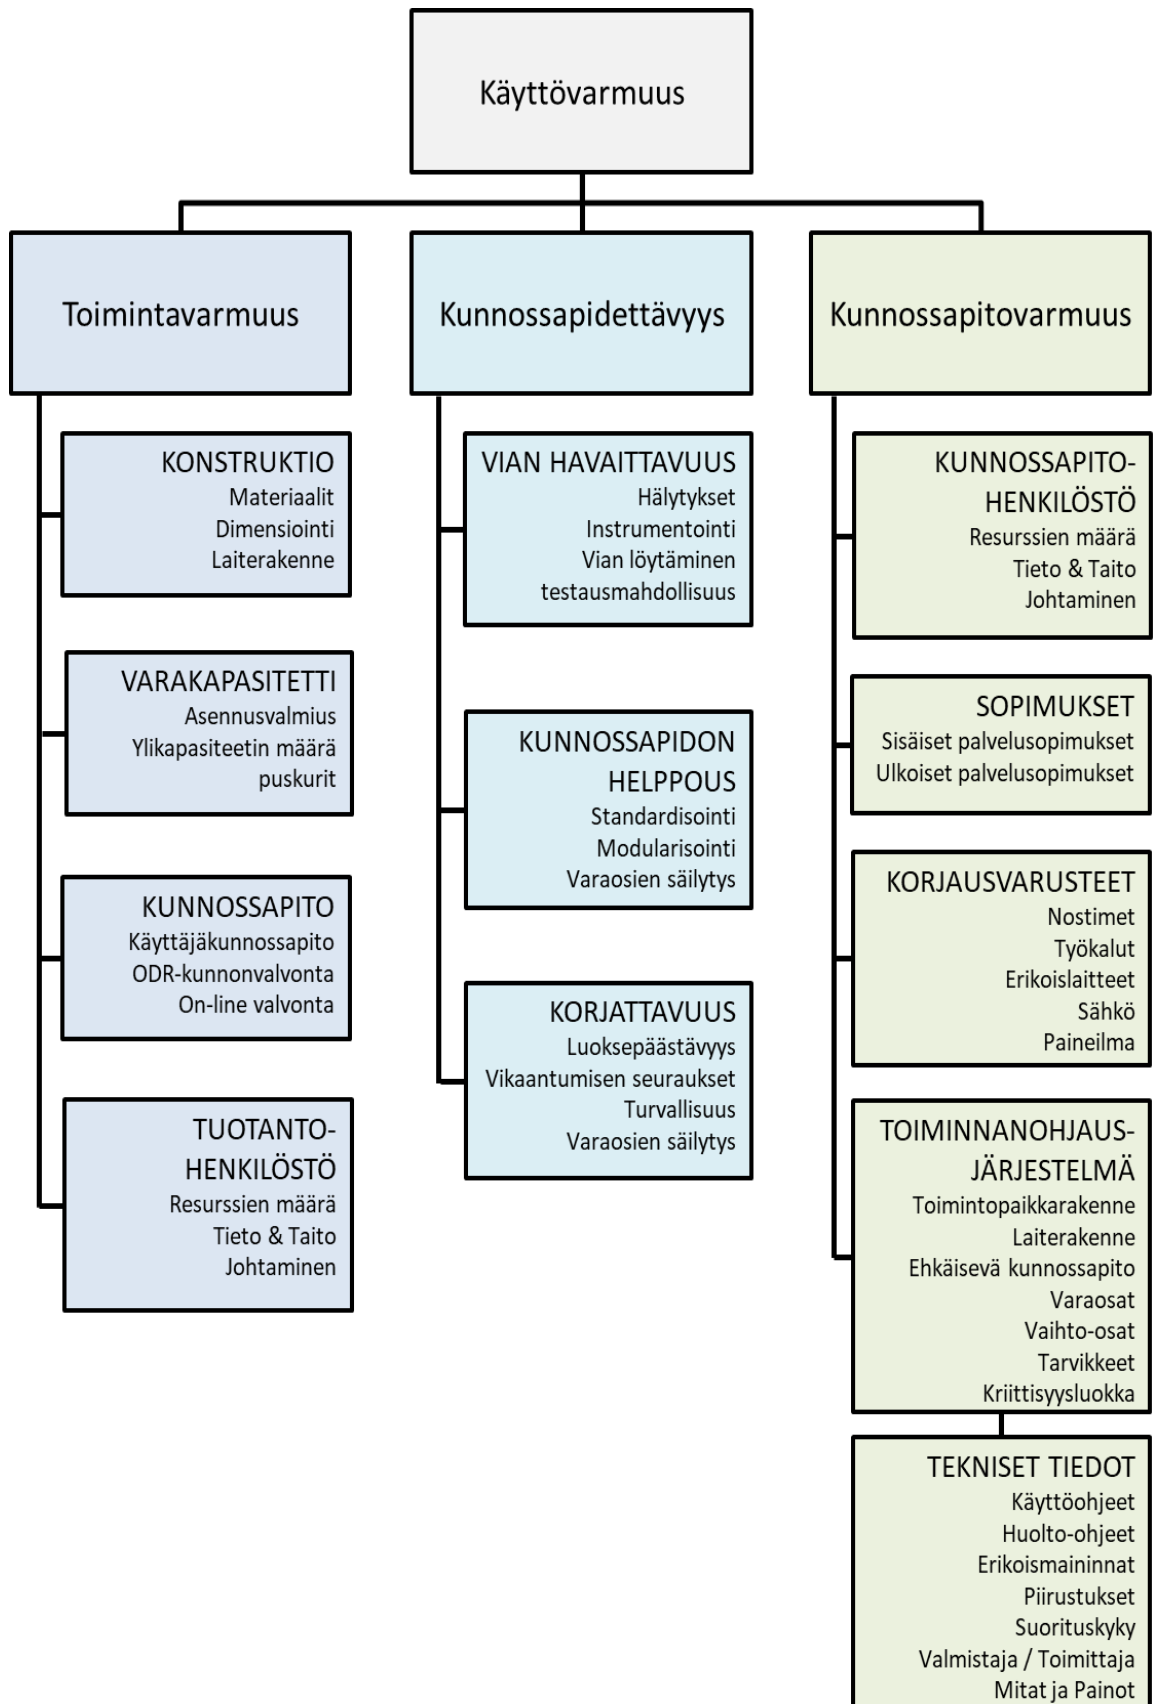 Käyttövarmuus
Toimintavarmuus
KONSTRUKTIO
Materiaalit
Dimensiointi
Laiterakenne
VARAKAPASITETTI
Asennusvalmius
Ylikapasiteetin määrä
puskurit
KUNNOSSAPITO
Käyttäjäkunnossapito
ODR-kunnonvalvonta
On-line valvonta
TUOTANTO-
HENKILÖSTÖ
Resurssien määrä
Tieto & Taito
Johtaminen
Kunnossapidettävyys
VIAN HAVAITTAVUUS
Hälytykset
Instrumentointi
Vian löytäminen
testausmahdollisuus
KUNNOSSAPIDON
HELPPOUS
Standardisointi
Modularisointi
Varaosien säilytys
KORJATTAVUUS
Luoksepäästävyys
Vikaantumisen seuraukset
Turvallisuus
Varaosien säilytys
Kunnossapitovarmuus
KUNNOSSAPITO-
HENKILÖSTÖ
Resurssien määrä
Tieto & Taito
Johtaminen
SOPIMUKSET
Sisäiset palvelusopimukset
Ulkoiset palvelusopimukset
KORJAUSVARUSTEET
Nostimet
Työkalut
Erikoislaitteet
Sähkö
Paineilma
TOIMINNANOHJAUS-
JÄRJESTELMÄ
Toimintopaikkarakenne
Laiterakenne
Ehkäisevä kunnossapito
Varaosat
Vaihto-osat
Tarvikkeet
Kriittisyysluokka
TEKNISET TIEDOT
Käyttöohjeet
Huolto-ohjeet
Erikoismaininnat
Piirustukset
Suorituskyky
Valmistaja / Toimittaja
Mitat ja Painot